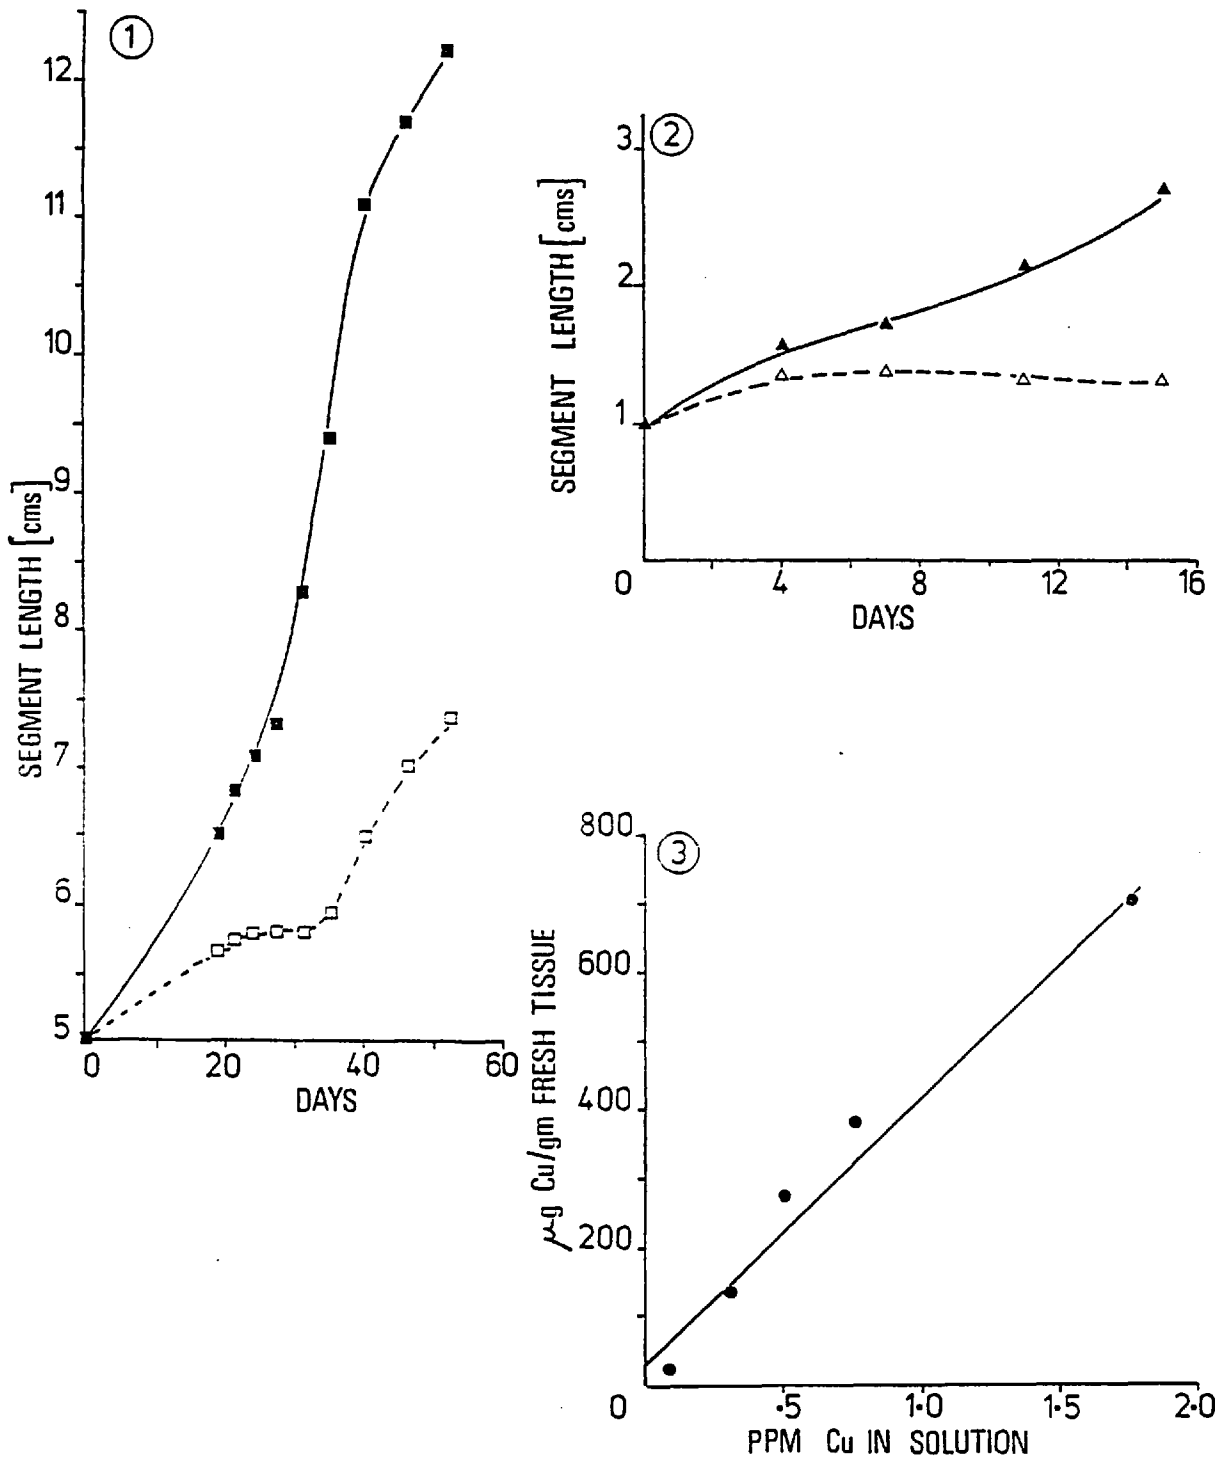 ①
12
11
10
9
8
7
6
5
SEGMENT LENGTH [cms]
0 20 40 60
DAYS
②
3
2
1
SEGMENT LENGTH [cms]
0 4 8 12 16
DAYS
③
800
600
400
200
µg Cu/gm FRESH TISSUE
0 ·5 1·0 1·5 2·0
PPM Cu IN SOLUTION